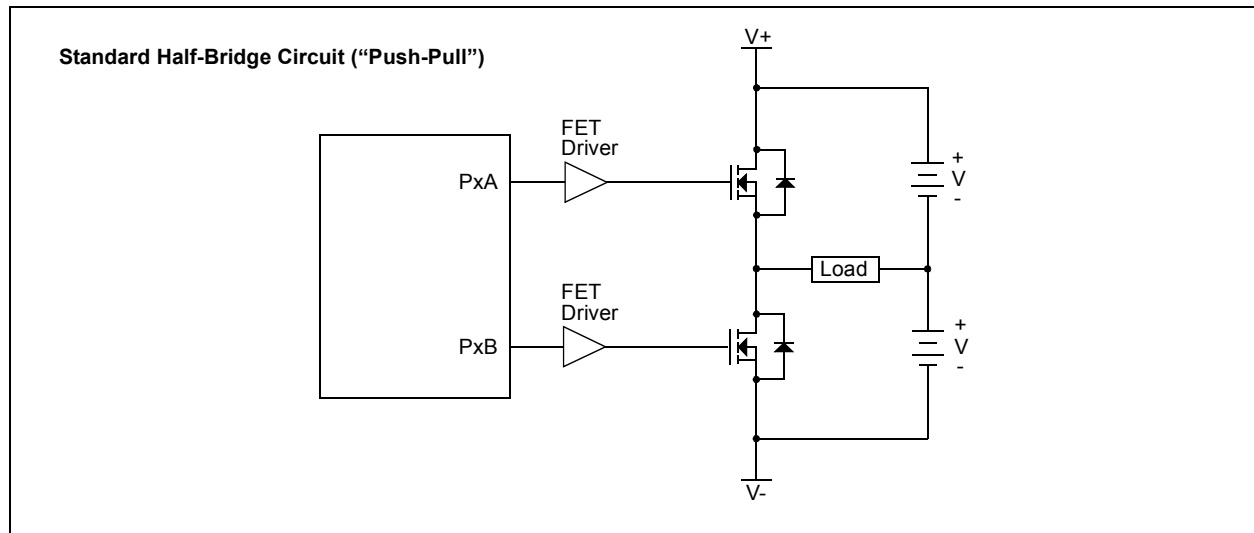 Standard Half-Bridge Circuit (“Push-Pull”)
V+
FET
Driver
PxA
+
V
-
Load
FET
Driver
PxB
+
V
-
V-